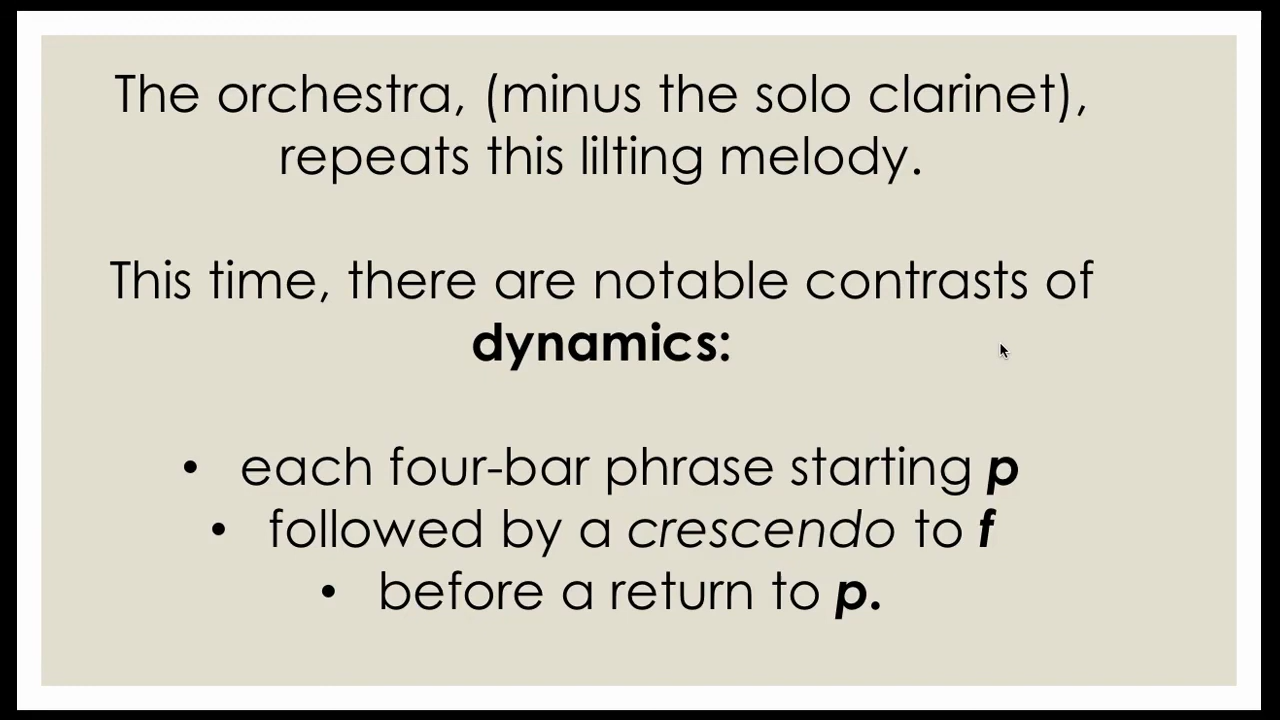 The orchestra, (minus the solo clarinet),
repeats this lilting melody.
This time, there are notable contrasts of
dynamics:
• each four-bar phrase starting p
• followed by a crescendo to f
• before a return to p.